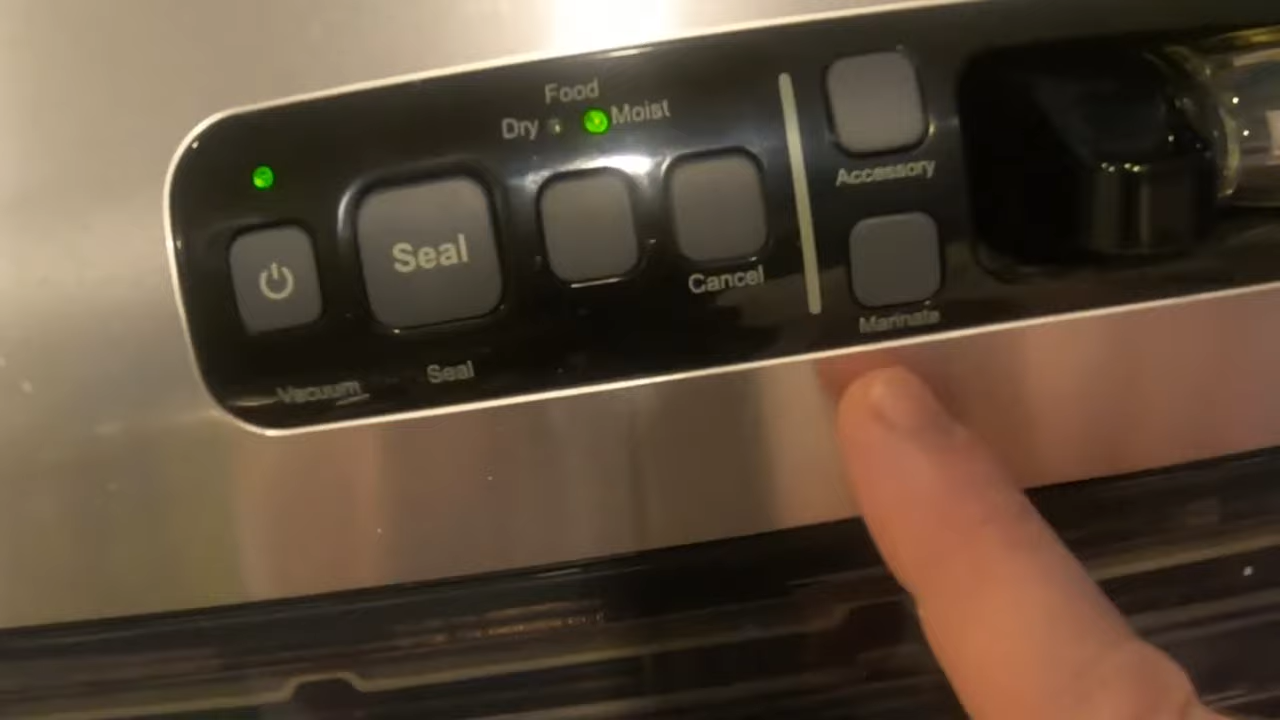 Food
Dry Moist
Seal
Accessory
Cancel
Marinate
Vacuum
Seal